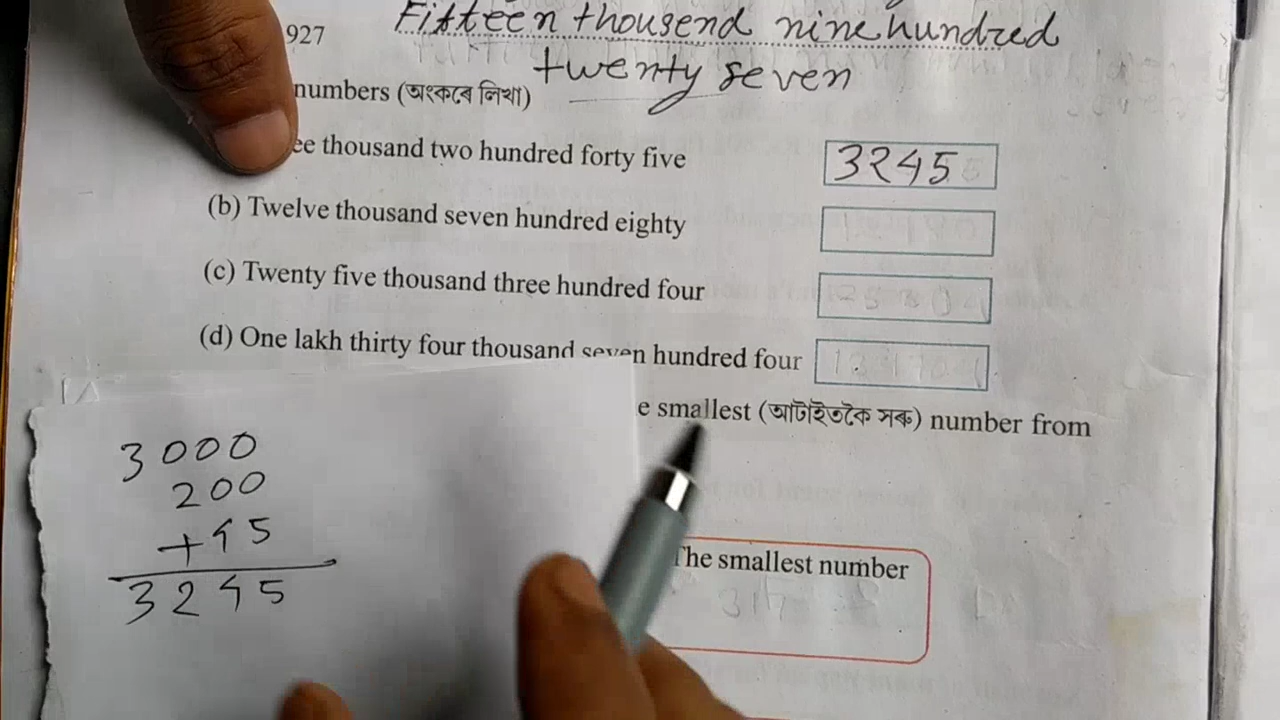 927 Fifteen thousend nine hundred
twenty seven
numbers (অংকৰে লিখা)
ee thousand two hundred forty five 3245
(b) Twelve thousand seven hundred eighty
(c) Twenty five thousand three hundred four
(d) One lakh thirty four thousand seven hundred four
e smallest (আটাইতকৈ সৰু) number from
3000
200
+45
3245
The smallest number